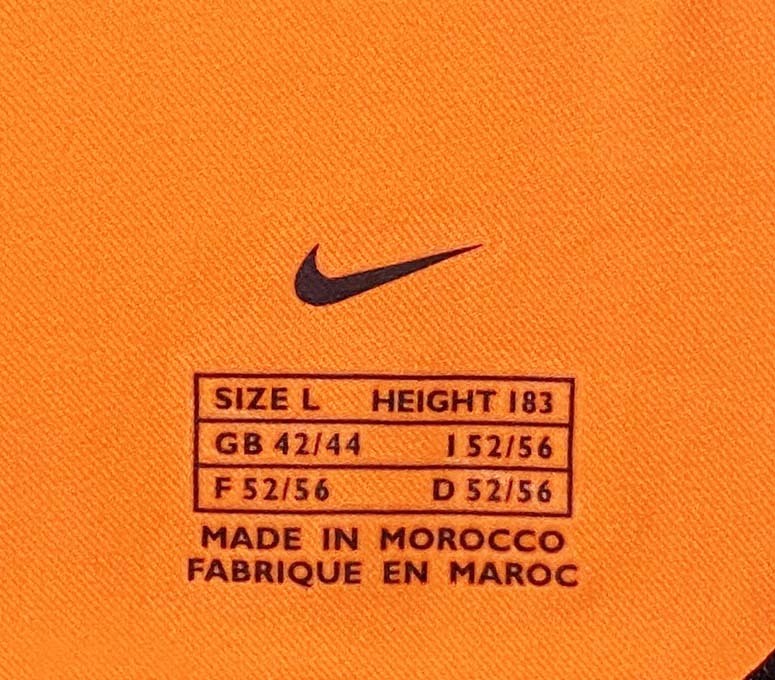 SIZE L HEIGHT 183
GB 42/44 I 52/56
F 52/56 D 52/56
MADE IN MOROCCO
FABRIQUE EN MAROC